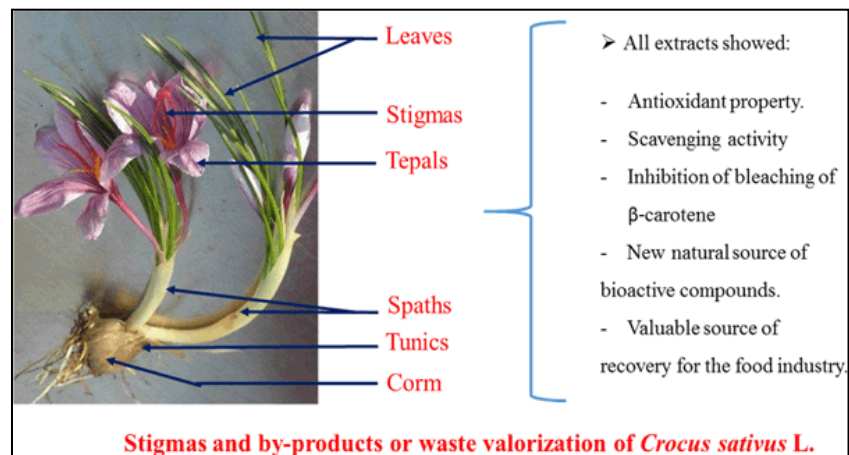 Leaves
Stigmas
Tepals
Spaths
Tunics
Corm
➢ All extracts showed:
- Antioxidant property.
- Scavenging activity
- Inhibition of bleaching of
β-carotene
- New natural source of
bioactive compounds.
- Valuable source of
recovery for the food industry.
Stigmas and by-products or waste valorization of Crocus sativus L.